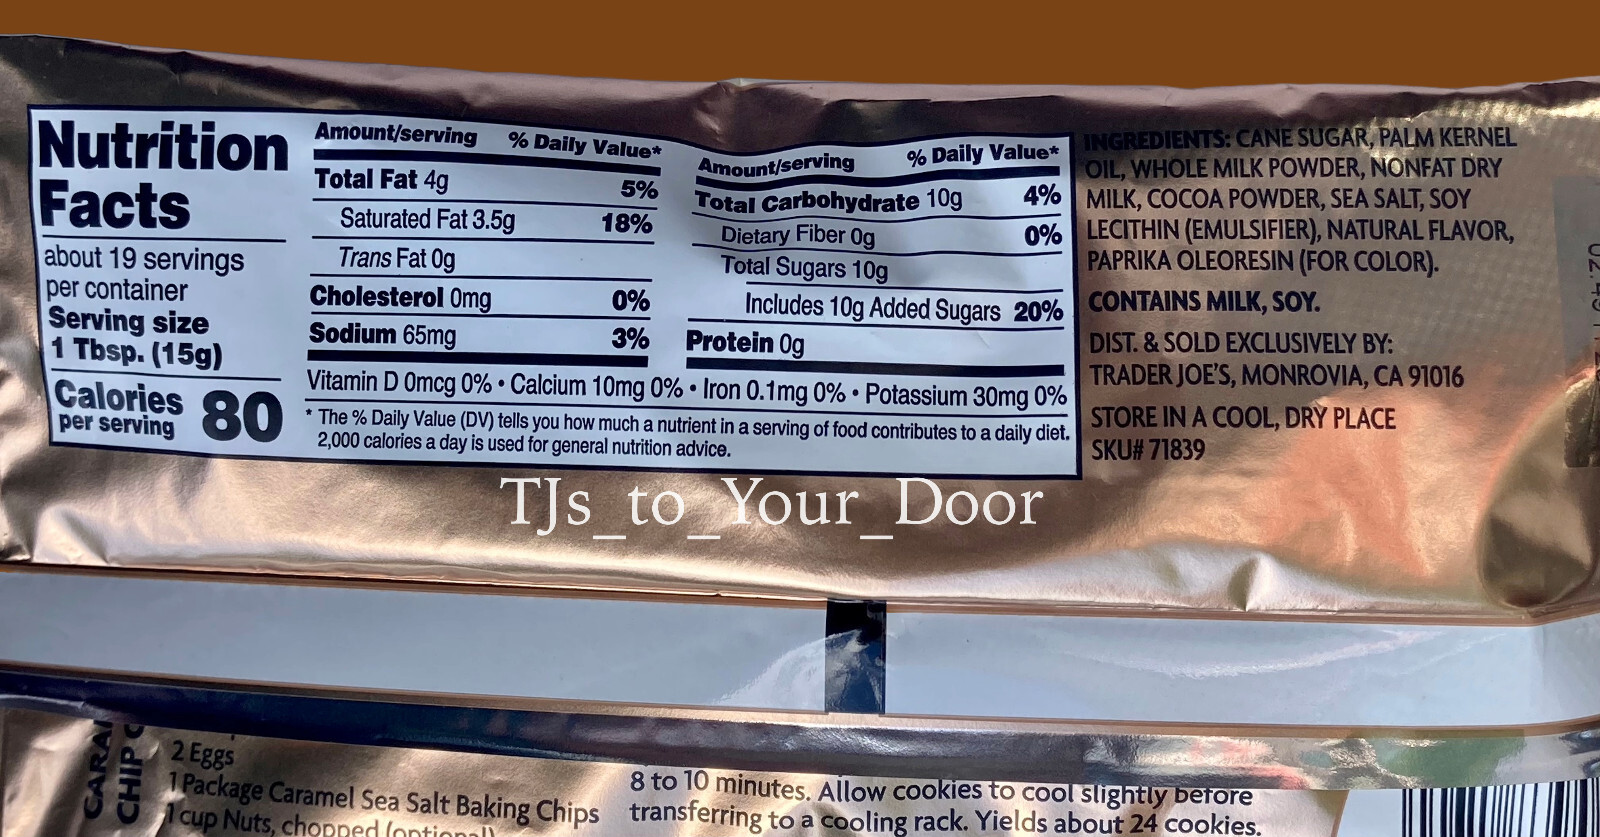 Nutrition
Facts
about 19 servings
per container
Serving size
1 Tbsp. (15g)
Calories
per serving
80
Amount/serving % Daily Value*
Total Fat 4g 5%
Saturated Fat 3.5g 18%
Trans Fat 0g
Cholesterol 0mg 0%
Sodium 65mg 3%
Amount/serving % Daily Value*
Total Carbohydrate 10g 4%
Dietary Fiber 0g 0%
Total Sugars 10g
Includes 10g Added Sugars 20%
Protein 0g
Vitamin D 0mcg 0% • Calcium 10mg 0% • Iron 0.1mg 0% • Potassium 30mg 0%
* The % Daily Value (DV) tells you how much a nutrient in a serving of food contributes to a daily diet.
2,000 calories a day is used for general nutrition advice.
INGREDIENTS: CANE SUGAR, PALM KERNEL
OIL, WHOLE MILK POWDER, NONFAT DRY
MILK, COCOA POWDER, SEA SALT, SOY
LECITHIN (EMULSIFIER), NATURAL FLAVOR,
PAPRIKA OLEORESIN (FOR COLOR).
CONTAINS MILK, SOY.
DIST. & SOLD EXCLUSIVELY BY:
TRADER JOE'S, MONROVIA, CA 91016
STORE IN A COOL, DRY PLACE
SKU# 71839
TJs_to_Your_Door
CHIP
2 Eggs
1 Package Caramel Sea Salt Baking Chips
1 cup Nuts, chopped (optional)
8 to 10 minutes. Allow cookies to cool slightly before
transferring to a cooling rack. Yields about 24 cookies.